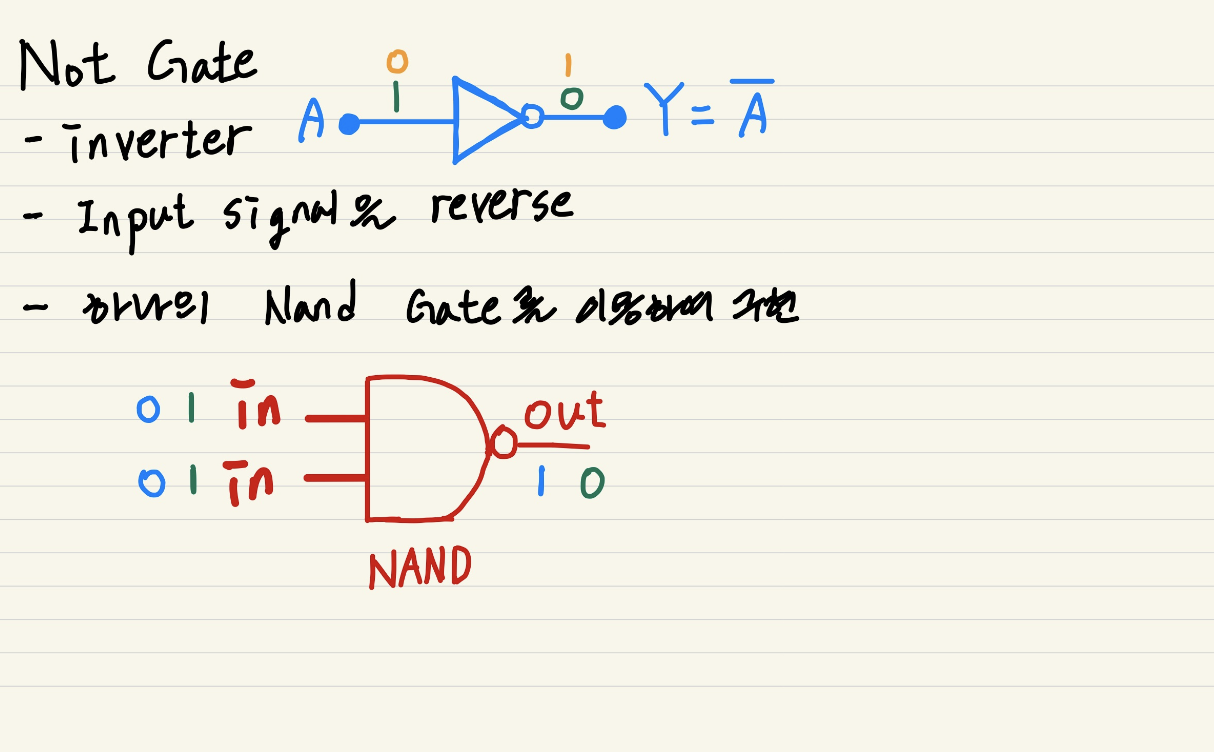 Not Gate
0 1
1 0
A Y = A̅
- inverter
- Input signal을 reverse
- 하나의 Nand Gate를 이용하여 구현
0 1 in out
0 1 in 1 0
NAND